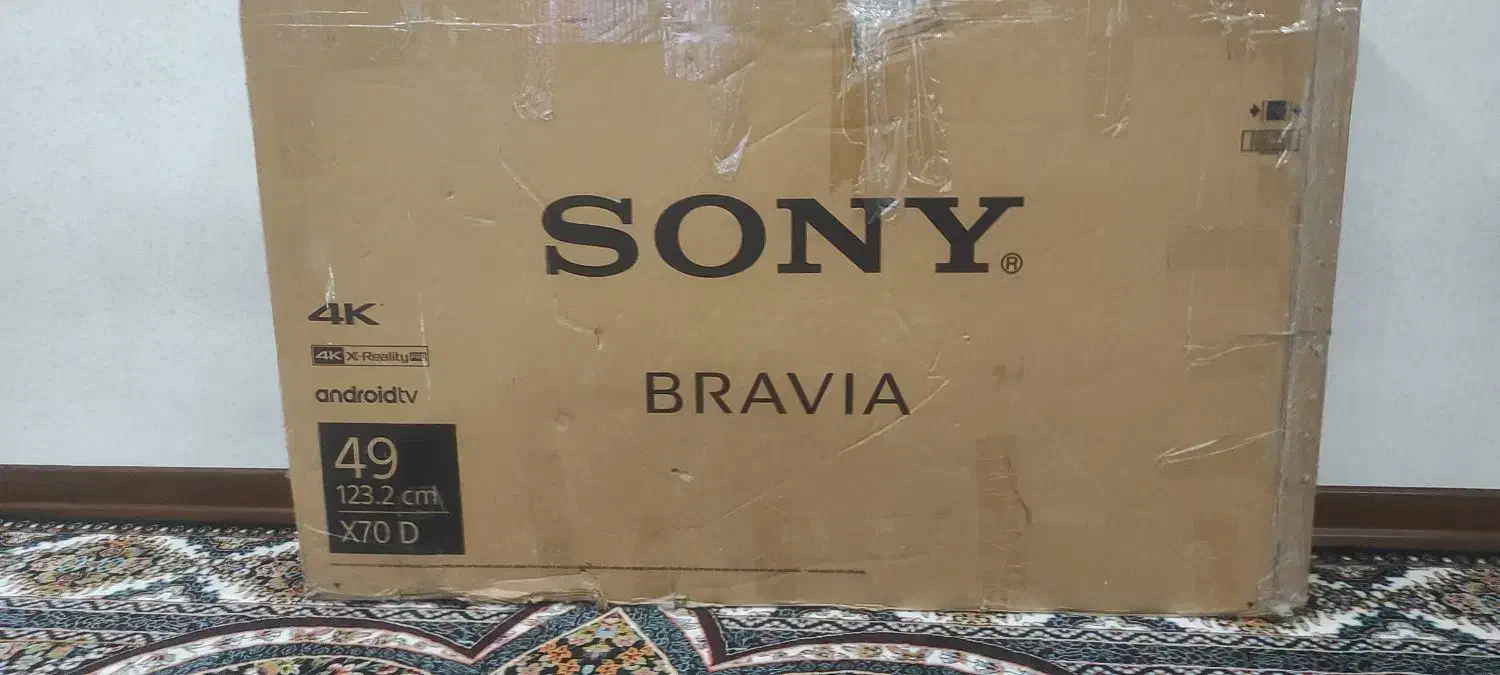 SONY®
4K
4K X-Reality PRO
androidtv
BRAVIA
49
123.2 cm
X70 D